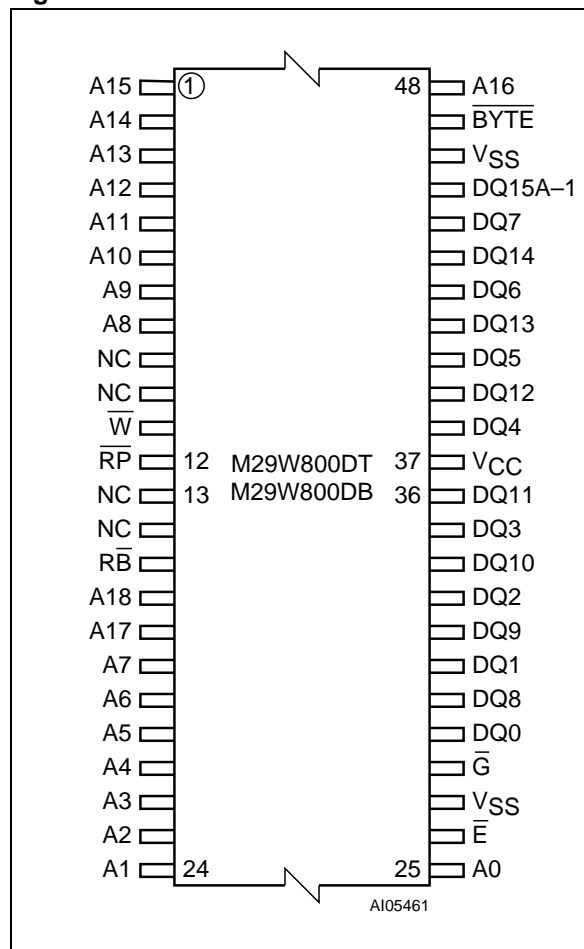 A15 ① 48 A16
A14 B̅Y̅T̅E̅
A13 VSS
A12 DQ15A–1
A11 DQ7
A10 DQ14
A9 DQ6
A8 DQ13
NC DQ5
NC DQ12
W̅ DQ4
R̅P̅ 12 M29W800DT 37 VCC
NC 13 M29W800DB 36 DQ11
NC DQ3
RB̅ DQ10
A18 DQ2
A17 DQ9
A7 DQ1
A6 DQ8
A5 DQ0
A4 G̅
A3 VSS
A2 E̅
A1 24 25 A0
AI05461